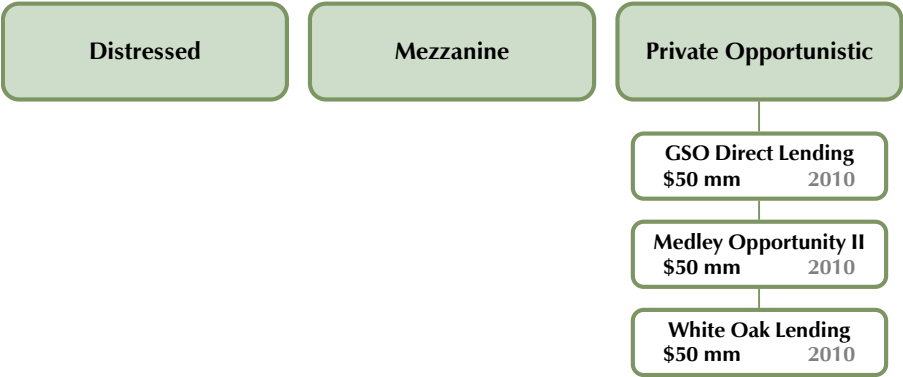 Distressed
Mezzanine
Private Opportunistic
GSO Direct Lending
$50 mm 2010
Medley Opportunity II
$50 mm 2010
White Oak Lending
$50 mm 2010